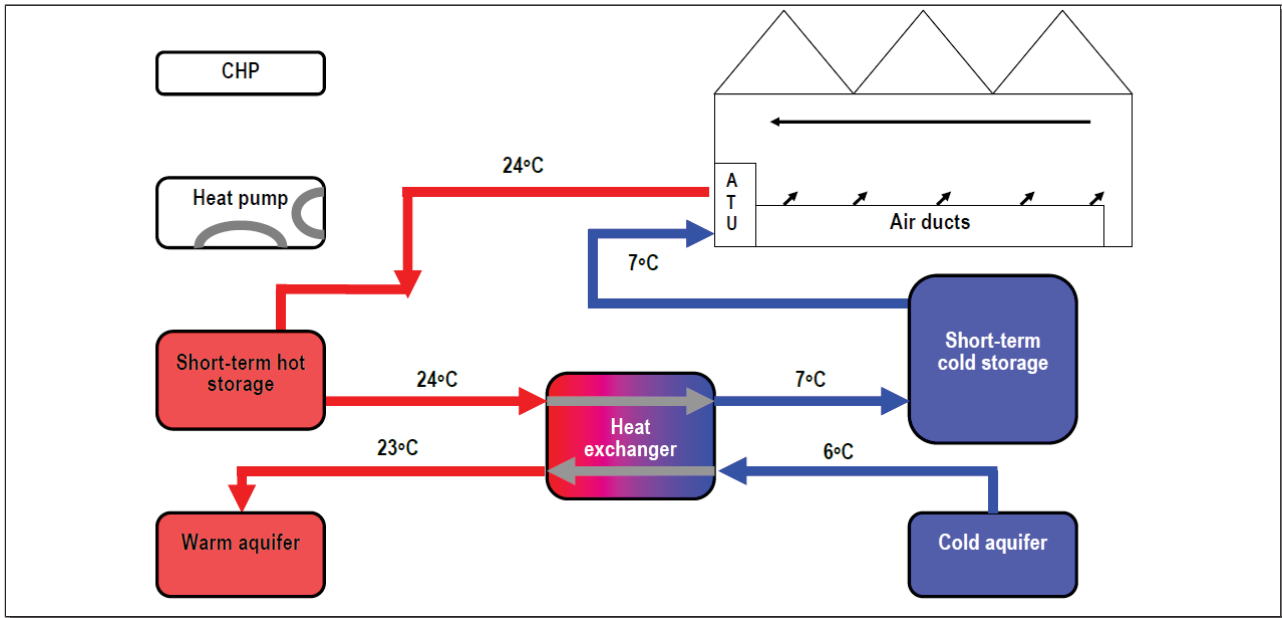 CHP
Heat pump
24°C
A
T
U
Air ducts
7°C
Short-term hot
storage
Short-term
cold storage
24°C
7°C
Heat
exchanger
23°C
6°C
Warm aquifer
Cold aquifer